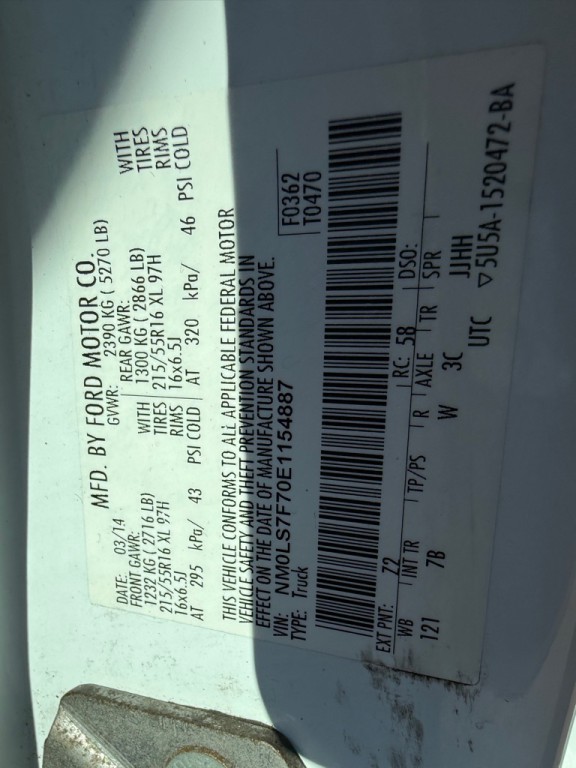 MFD. BY FORD MOTOR CO.
DATE: 03/14 GVWR: 2390 KG ( 5270 LB)
FRONT GAWR: REAR GAWR:
1232 KG ( 2716 LB) WITH 1300 KG ( 2866 LB) WITH
215/55R16 XL 97H TIRES 215/55R16 XL 97H TIRES
16x6.5J RIMS 16x6.5J RIMS
AT 295 kPa/ 43 PSI COLD AT 320 kPa/ 46 PSI COLD
THIS VEHICLE CONFORMS TO ALL APPLICABLE FEDERAL MOTOR
VEHICLE SAFETY AND THEFT PREVENTION STANDARDS IN
EFFECT ON THE DATE OF MANUFACTURE SHOWN ABOVE.
VIN: NM0LS7F70E1154887 F0362
TYPE: Truck T0470
EXT PNT: Z2 RC: 5B DSO:
WB INT TR TP/PS R AXLE TR SPR
121 7B W 3C JJHH
UTC ▽5U5A-1520472-BA